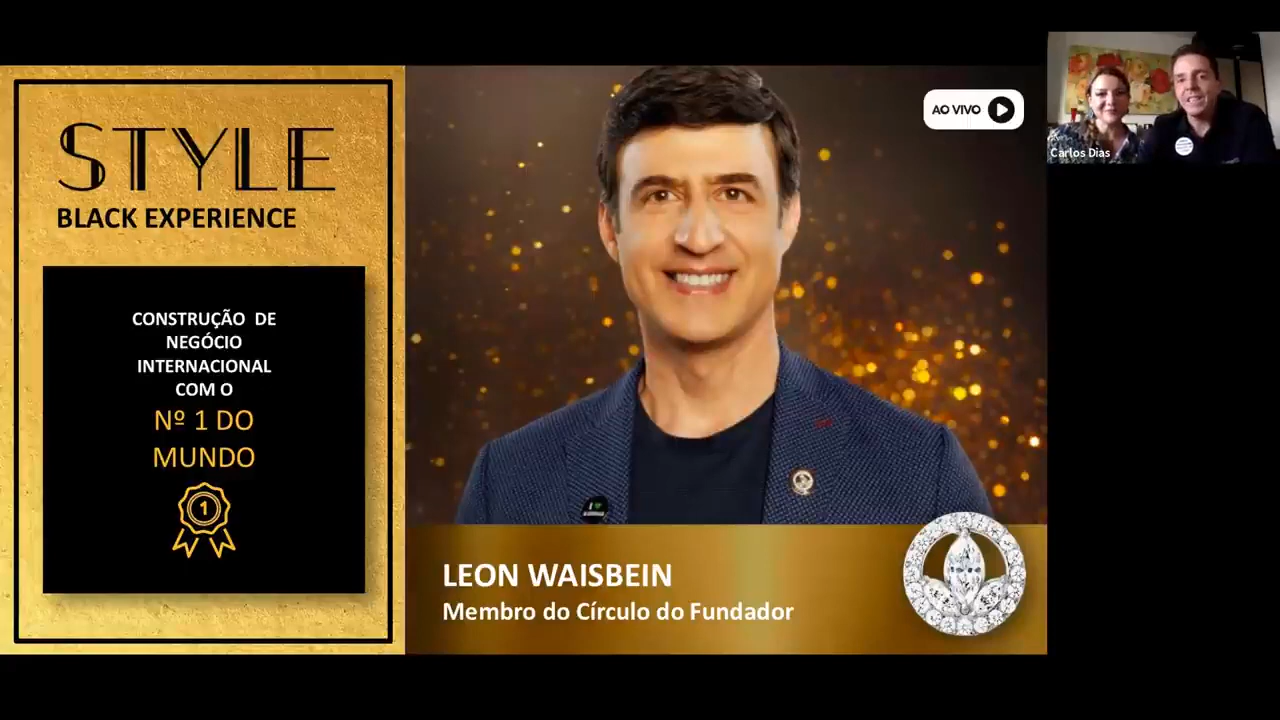 STYLE
BLACK EXPERIENCE
CONSTRUÇÃO DE
NEGÓCIO
INTERNACIONAL
COM O
Nº 1 DO
MUNDO
1
AO VIVO
LEON WAISBEIN
Membro do Círculo do Fundador
Carlos Dias